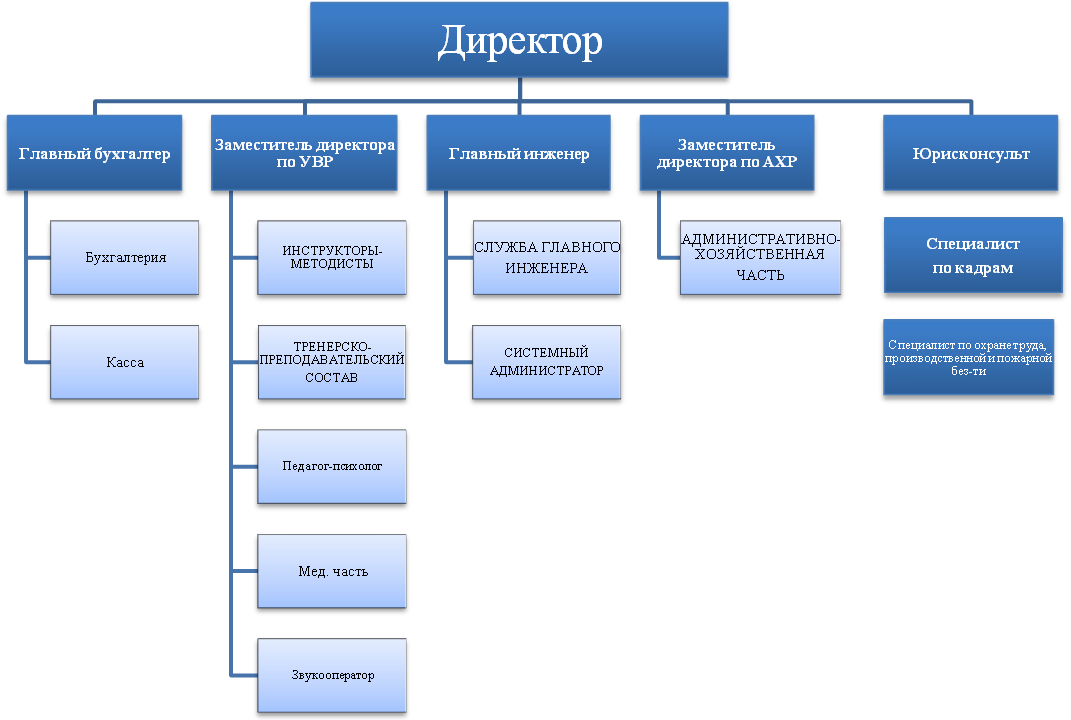 Директор
Главный бухгалтер
Заместитель директора
по УВР
Главный инженер
Заместитель
директора по АХР
Юрисконсульт
Бухгалтерия
Касса
ИНСТРУКТОРЫ-
МЕТОДИСТЫ
ТРЕНЕРСКО-
ПРЕПОДАВАТЕЛЬСКИЙ
СОСТАВ
Педагог-психолог
Мед. часть
Звукооператор
СЛУЖБА ГЛАВНОГО
ИНЖЕНЕРА
СИСТЕМНЫЙ
АДМИНИСТРАТОР
АДМИНИСТРАТИВНО-
ХОЗЯЙСТВЕННАЯ
ЧАСТЬ
Специалист
по кадрам
Специалист по охране труда,
производственной и пожарной
без-ти